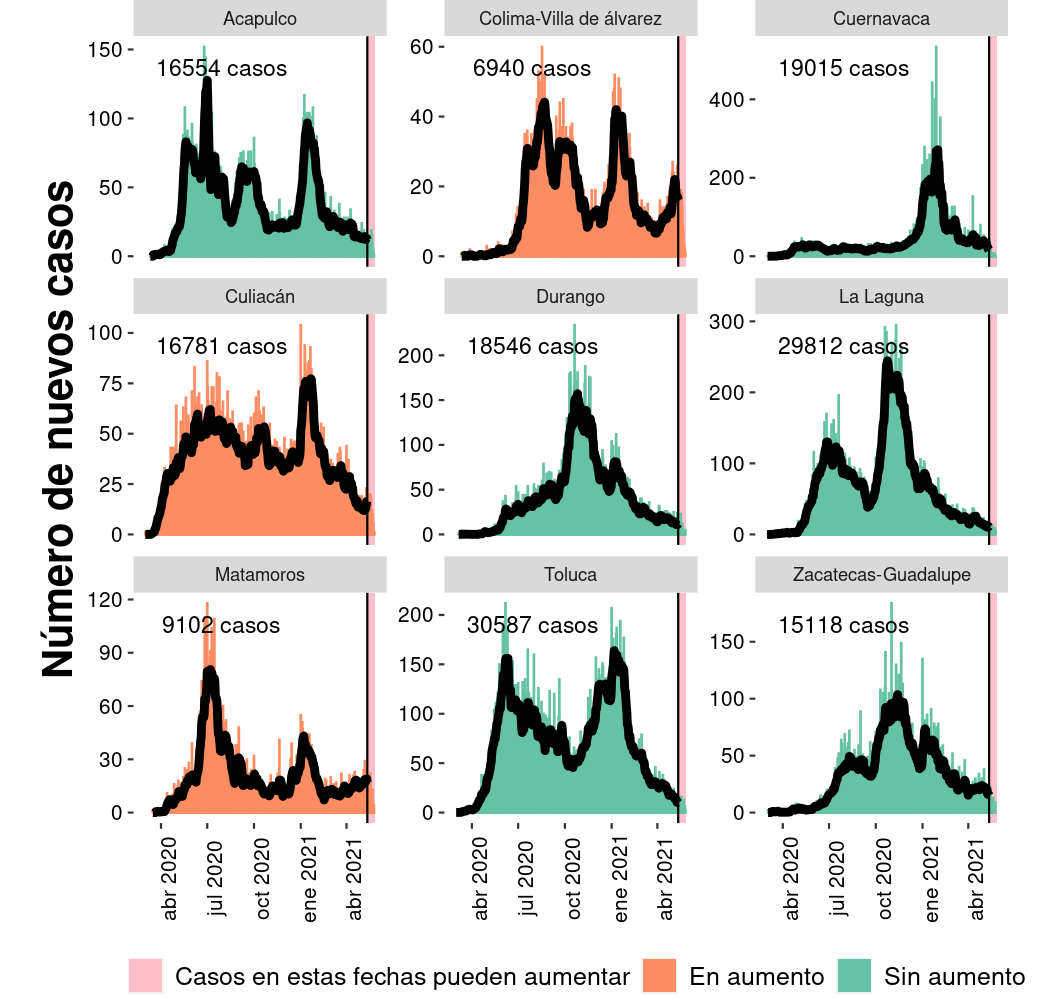 Número de nuevos casos
Acapulco
Colima-Villa de álvarez
Cuernavaca
150
100
50
0
16554 casos
60
40
20
0
6940 casos
400
200
0
19015 casos
Culiacán
Durango
La Laguna
100
75
50
25
0
16781 casos
200
150
100
50
0
18546 casos
300
200
100
0
29812 casos
Matamoros
Toluca
Zacatecas-Guadalupe
120
90
60
30
0
9102 casos
200
150
100
50
0
30587 casos
150
100
50
0
15118 casos
abr 2020
jul 2020
oct 2020
ene 2021
abr 2021
abr 2020
jul 2020
oct 2020
ene 2021
abr 2021
abr 2020
jul 2020
oct 2020
ene 2021
abr 2021
Casos en estas fechas pueden aumentar
En aumento
Sin aumento